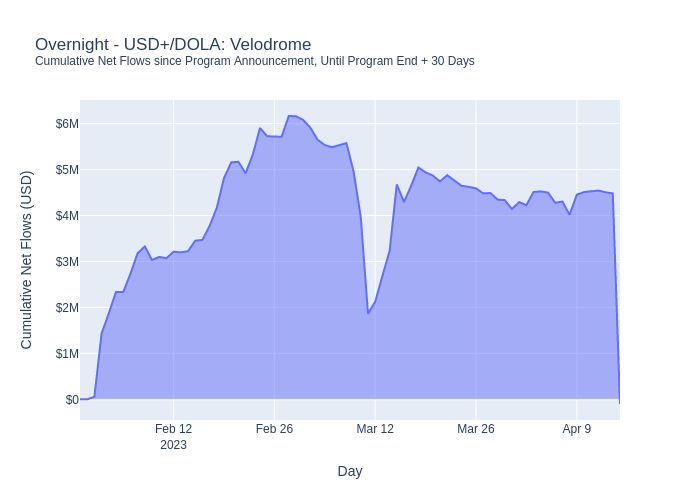 Overnight - USD+/DOLA: Velodrome
Cumulative Net Flows since Program Announcement, Until Program End + 30 Days
Cumulative Net Flows (USD)
$6M
$5M
$4M
$3M
$2M
$1M
$0
Feb 12
2023
Feb 26
Mar 12
Mar 26
Apr 9
Day